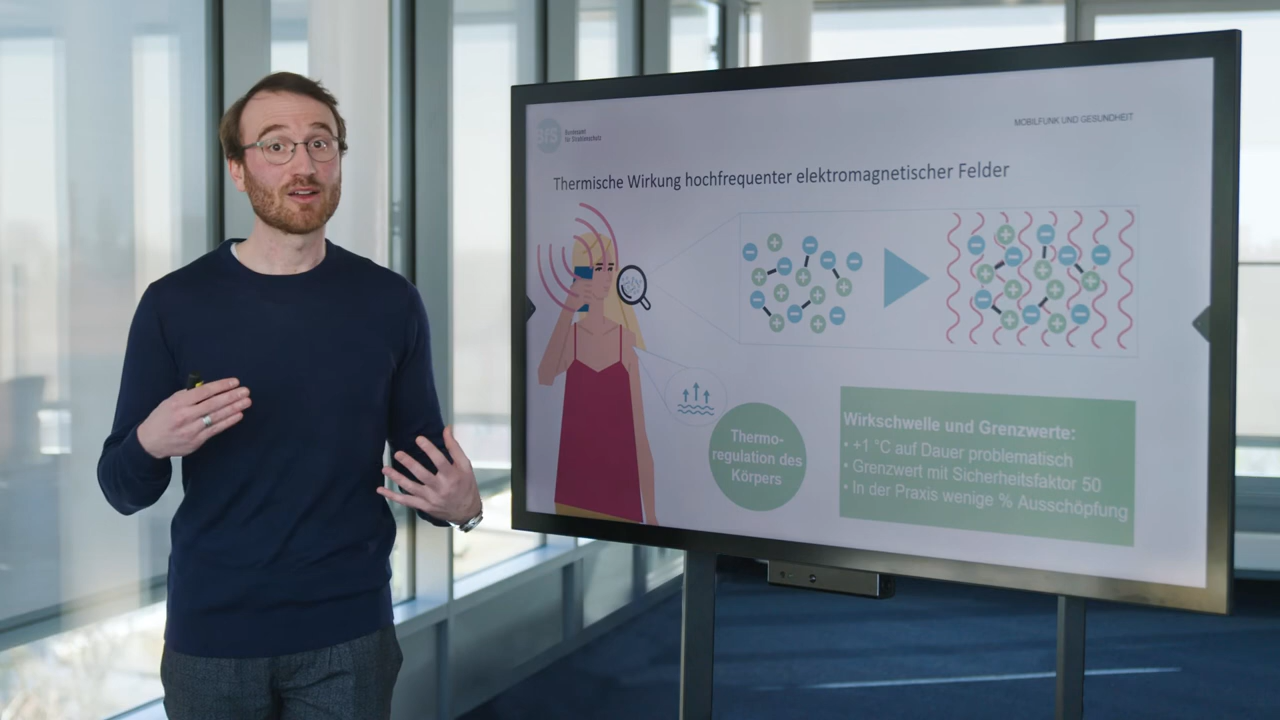 BfS
Bundesamt
für Strahlenschutz
MOBILFUNK UND GESUNDHEIT
Thermische Wirkung hochfrequenter elektromagnetischer Felder
Thermo-
regulation des
Körpers
Wirkschwelle und Grenzwerte:
• +1 °C auf Dauer problematisch
• Grenzwert mit Sicherheitsfaktor 50
• In der Praxis wenige % Ausschöpfung